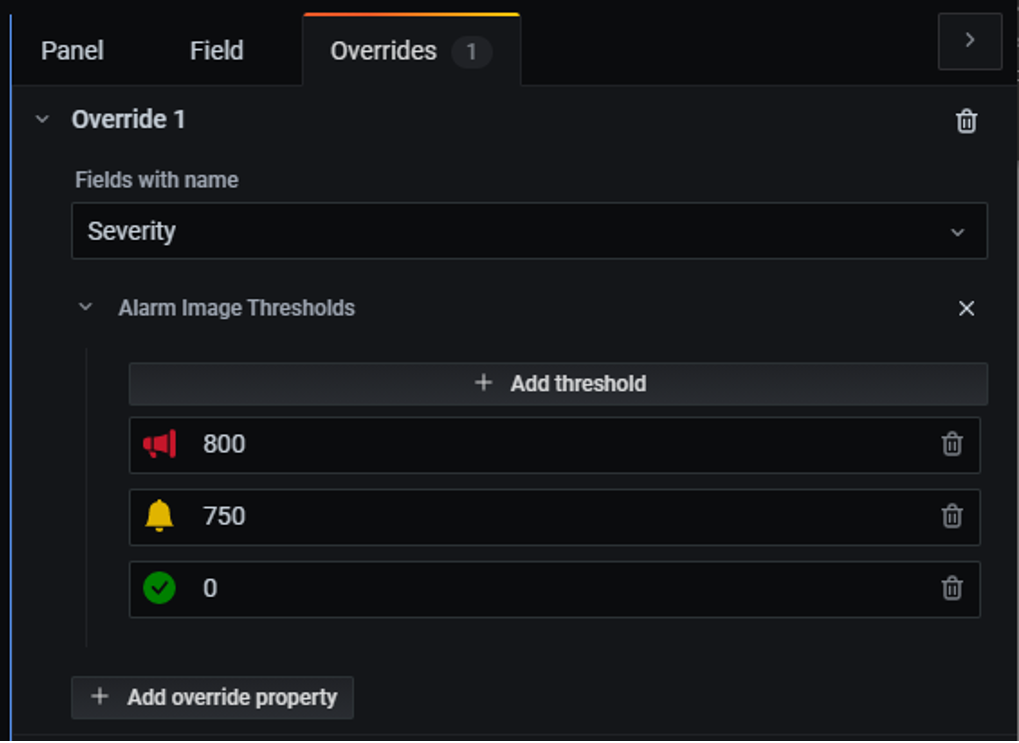 Panel Field Overrides 1
Override 1
Fields with name
Severity
Alarm Image Thresholds
Add threshold
800
750
0
Add override property